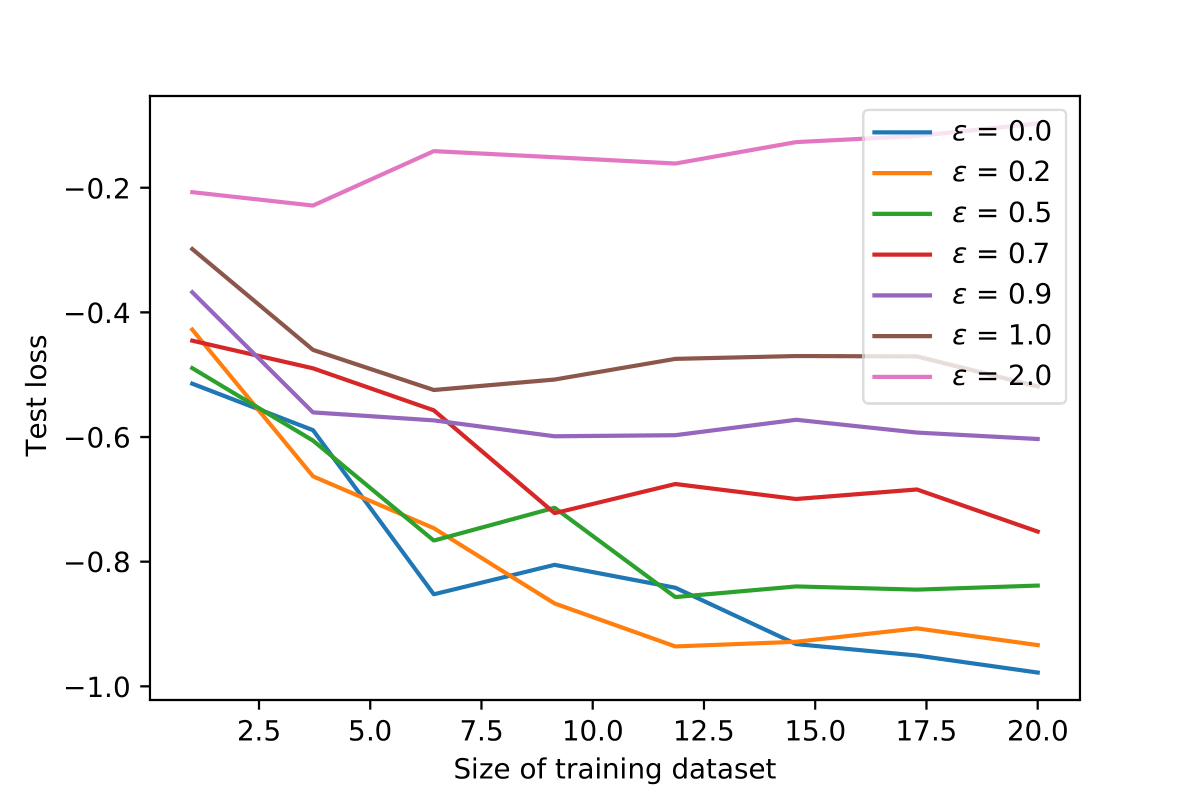 ε = 0.0
ε = 0.2
ε = 0.5
ε = 0.7
ε = 0.9
ε = 1.0
ε = 2.0
−0.2
−0.4
−0.6
−0.8
−1.0
Test loss
2.5 5.0 7.5 10.0 12.5 15.0 17.5 20.0
Size of training dataset